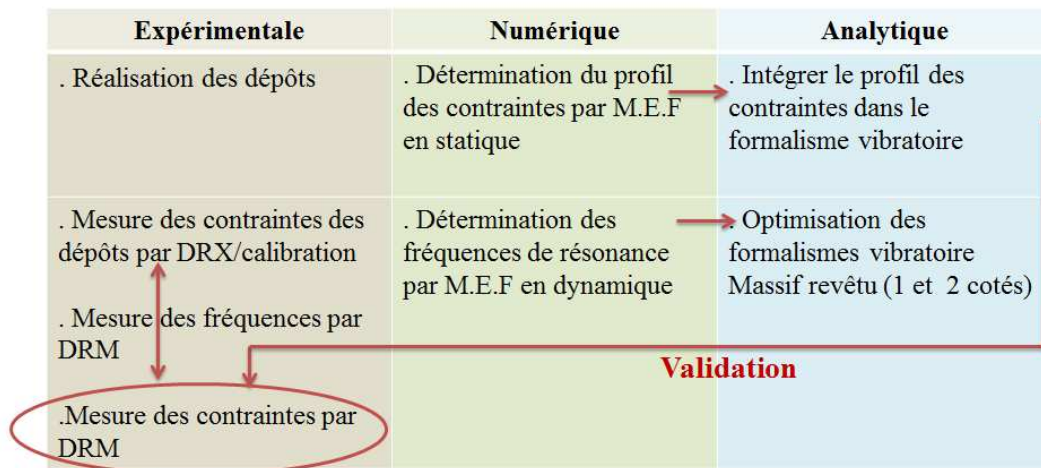 Expérimentale
Numérique
Analytique
. Réalisation des dépôts
. Détermination du profil
des contraintes par M.E.F
en statique
. Intégrer le profil des
contraintes dans le
formalisme vibratoire
. Mesure des contraintes des
dépôts par DRX/calibration
. Mesure des fréquences par
DRM
.Mesure des contraintes par
DRM
. Détermination des
fréquences de résonance
par M.E.F en dynamique
. Optimisation des
formalismes vibratoire
Massif revêtu (1 et 2 cotés)
Validation